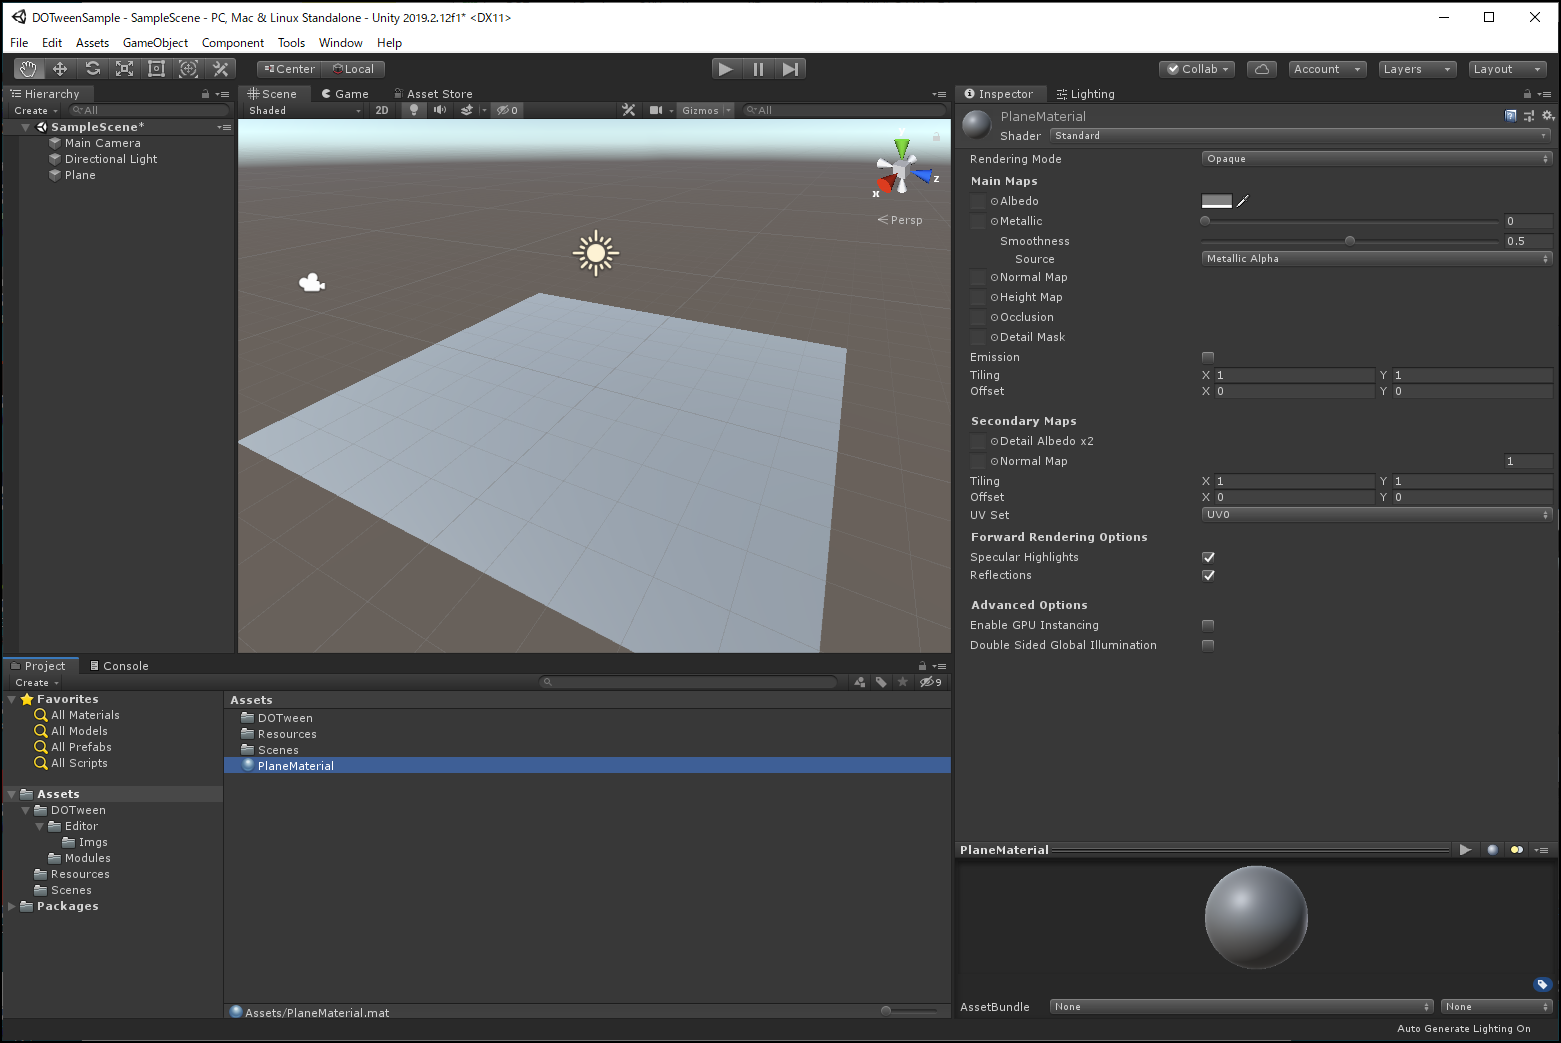 DOTweenSample - SampleScene - PC, Mac & Linux Standalone - Unity 2019.2.12f1* <DX11>
File Edit Assets GameObject Component Tools Window Help
Center Local Collab Account Layers Layout
Hierarchy
Create All
SampleScene*
Main Camera
Directional Light
Plane
Scene Game Asset Store
Shaded 2D 0 Gizmos All
y
z
x
Persp
Inspector Lighting
PlaneMaterial
Shader Standard
Rendering Mode Opaque
Main Maps
Albedo
Metallic 0
Smoothness 0.5
Source Metallic Alpha
Normal Map
Height Map
Occlusion
Detail Mask
Emission
Tiling X 1 Y 1
Offset X 0 Y 0
Secondary Maps
Detail Albedo x2
Normal Map 1
Tiling X 1 Y 1
Offset X 0 Y 0
UV Set UV0
Forward Rendering Options
Specular Highlights
Reflections
Advanced Options
Enable GPU Instancing
Double Sided Global Illumination
Project Console
Create 9
Favorites
All Materials
All Models
All Prefabs
All Scripts
Assets
DOTween
Editor
Imgs
Modules
Resources
Scenes
Packages
Assets
DOTween
Resources
Scenes
PlaneMaterial
Assets/PlaneMaterial.mat
PlaneMaterial
AssetBundle None None
Auto Generate Lighting On